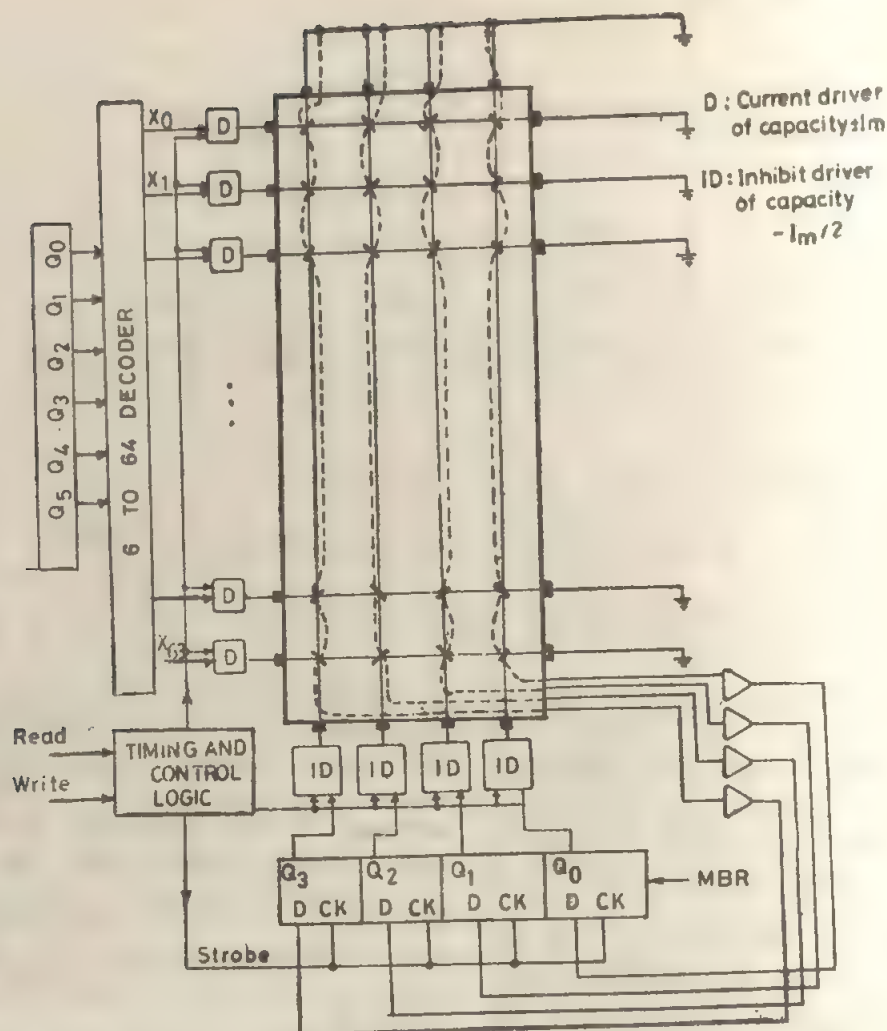 X0
D
D : Current driver
of capacity ±Im
X1
D
ID : Inhibit driver
of capacity
- Im/2
D
Q0
Q1
Q2
Q3
Q4
Q5
6 TO 64 DECODER
D
X63
D
Read
Write
TIMING AND
CONTROL
LOGIC
ID
ID
ID
ID
Q3
Q2
Q1
Q0
D CK
D CK
D CK
D CK
MBR
Strobe